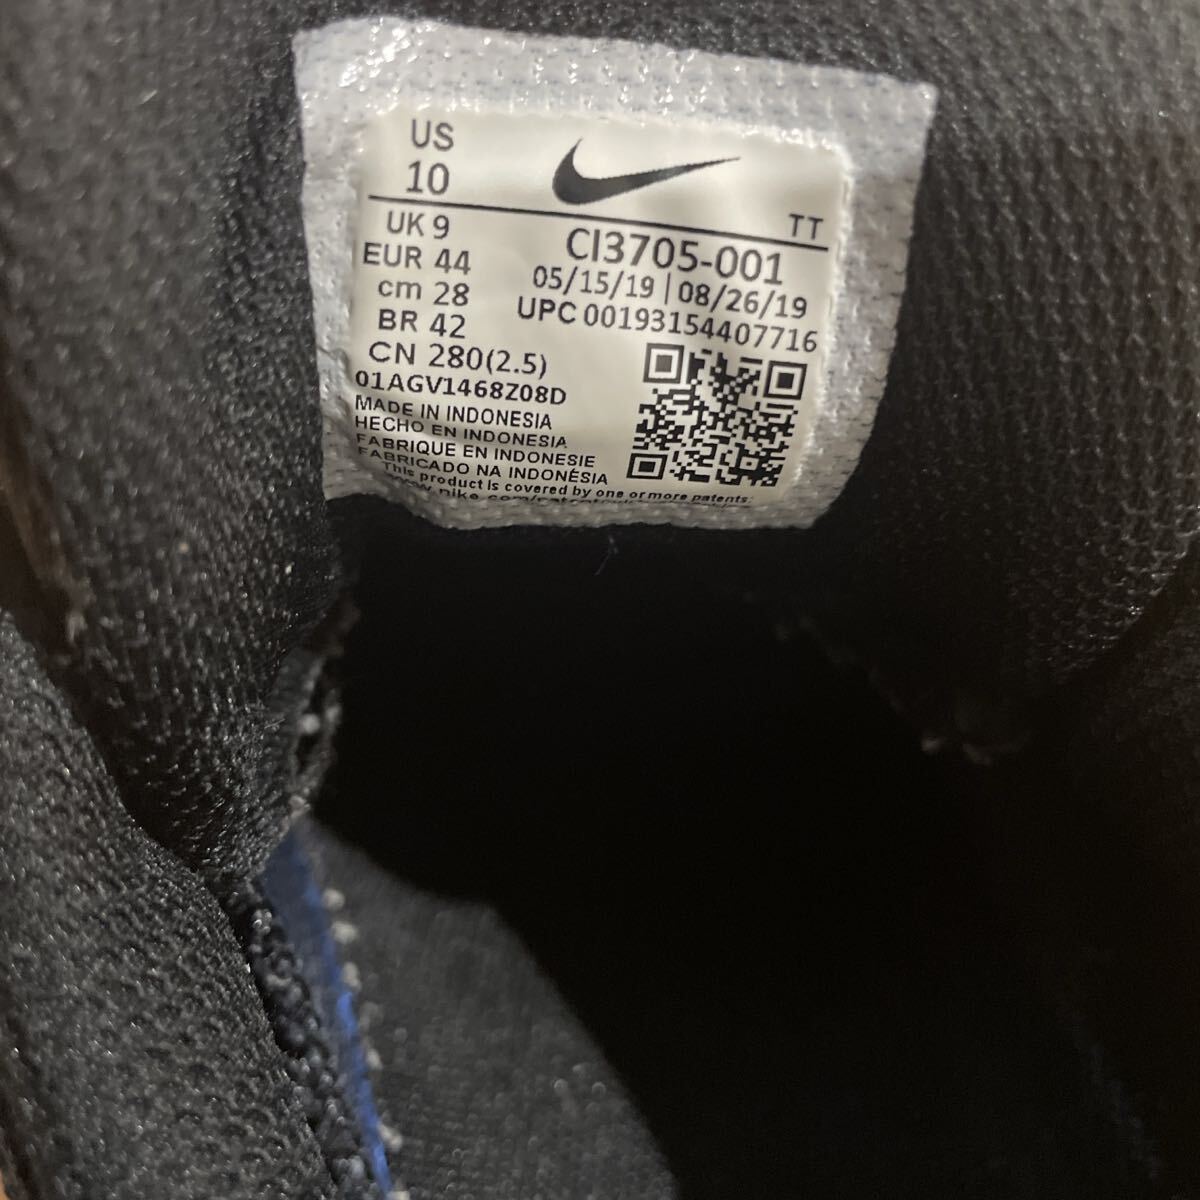 US
10
TT
UK 9
EUR 44
cm 28
BR 42
CN 280(2.5)
CI3705-001
05/15/19 | 08/26/19
UPC 00193154407716
01AGV1468Z08D
MADE IN INDONESIA
HECHO EN INDONESIA
FABRIQUE EN INDONESIE
FABRICADO NA INDONÉSIA
This product is covered by one or more patents: